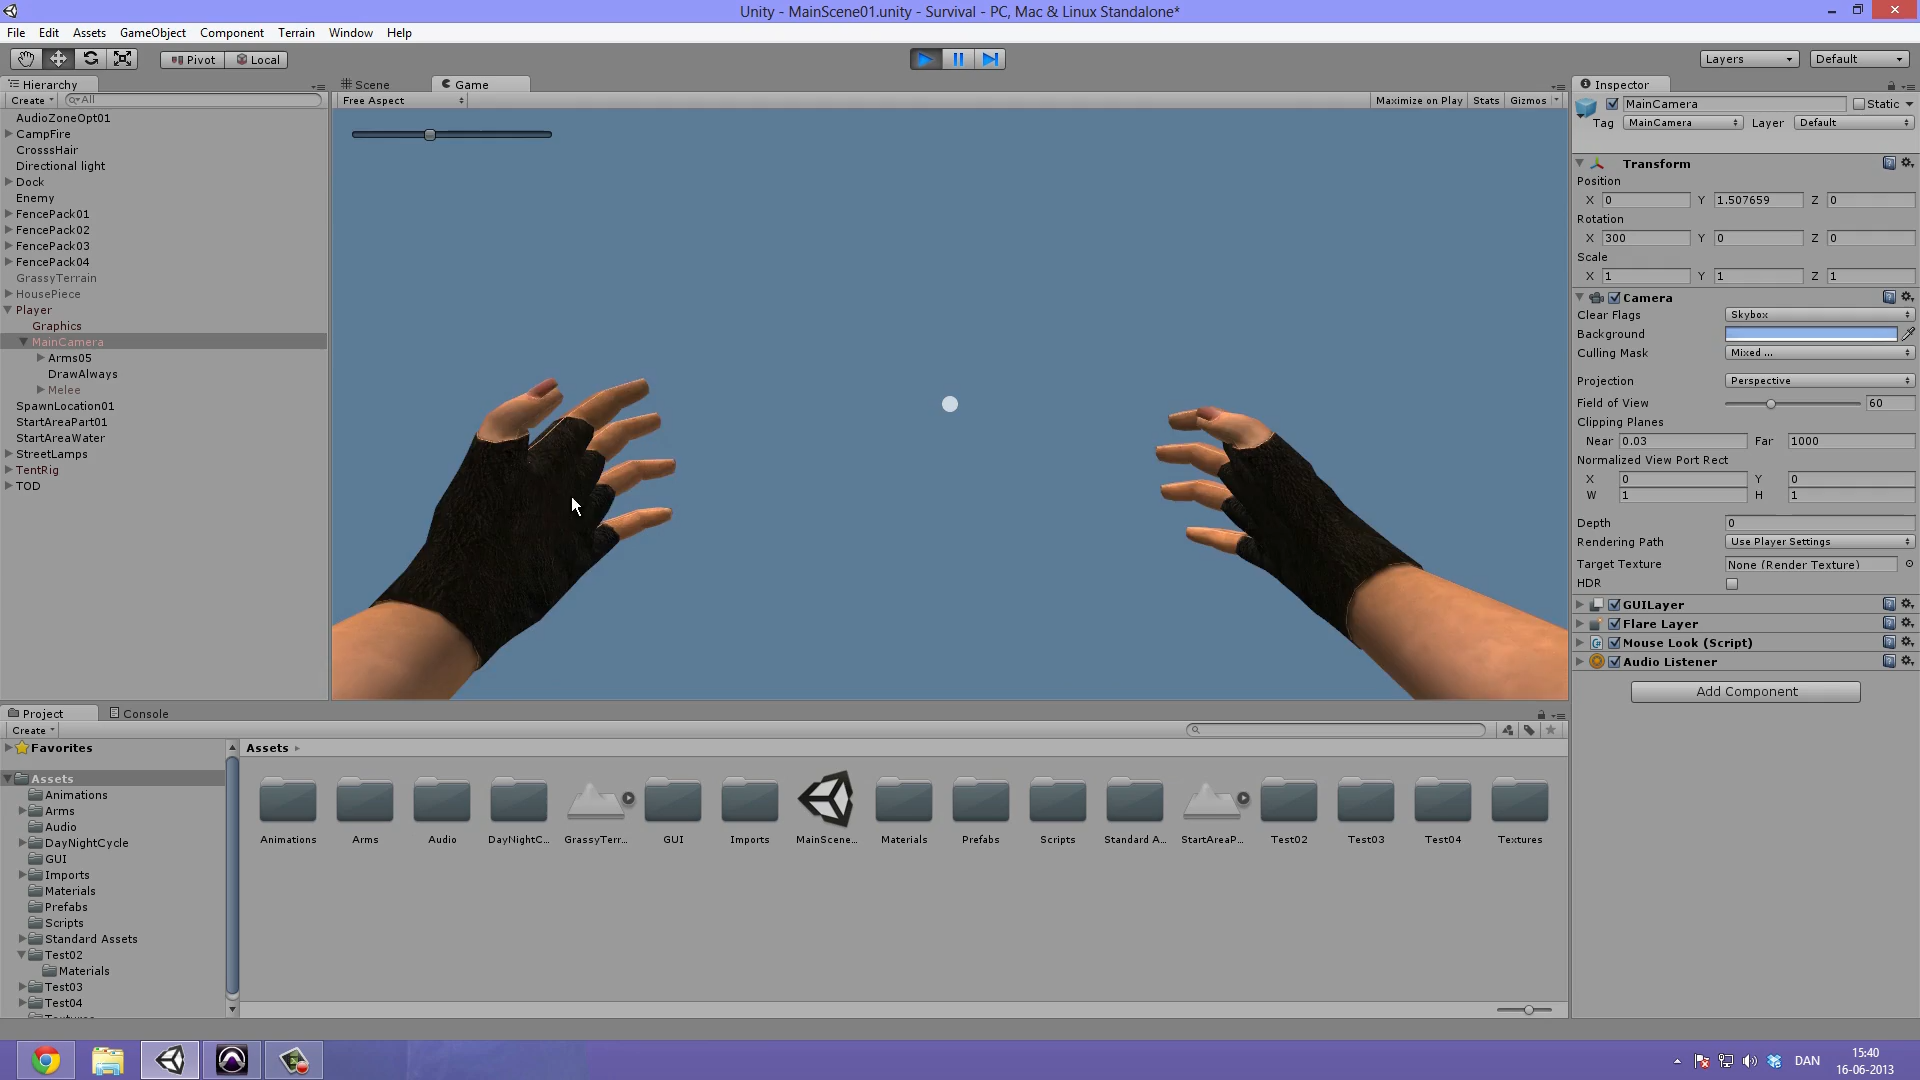 Unity - MainScene01.unity - Survival - PC, Mac & Linux Standalone*
File Edit Assets GameObject Component Terrain Window Help
Pivot Local
Layers Default
Hierarchy
Create All
AudioZoneOpt01
CampFire
CrosssHair
Directional light
Dock
Enemy
FencePack01
FencePack02
FencePack03
FencePack04
GrassyTerrain
HousePiece
Player
Graphics
MainCamera
Arms05
DrawAlways
Melee
SpawnLocation01
StartAreaPart01
StartAreaWater
StreetLamps
TentRig
TOD
Scene Game
Free Aspect
Maximize on Play Stats Gizmos
Inspector
MainCamera Static
Tag MainCamera Layer Default
Transform
Position
X 0 Y 1.507659 Z 0
Rotation
X 300 Y 0 Z 0
Scale
X 1 Y 1 Z 1
Camera
Clear Flags Skybox
Background
Culling Mask Mixed ...
Projection Perspective
Field of View 60
Clipping Planes
Near 0.03 Far 1000
Normalized View Port Rect
X 0 Y 0
W 1 H 1
Depth 0
Rendering Path Use Player Settings
Target Texture None (Render Texture)
HDR
GUILayer
Flare Layer
Mouse Look (Script)
Audio Listener
Add Component
Project Console
Create
Favorites
Assets
Animations
Arms
Audio
DayNightCycle
GUI
Imports
Materials
Prefabs
Scripts
Standard Assets
Test02
Materials
Test03
Test04
Assets
Animations Arms Audio DayNightC... GrassyTerr... GUI Imports MainScene... Materials Prefabs Scripts Standard A... StartAreaP... Test02 Test03 Test04 Textures
DAN
15:40
16-06-2013